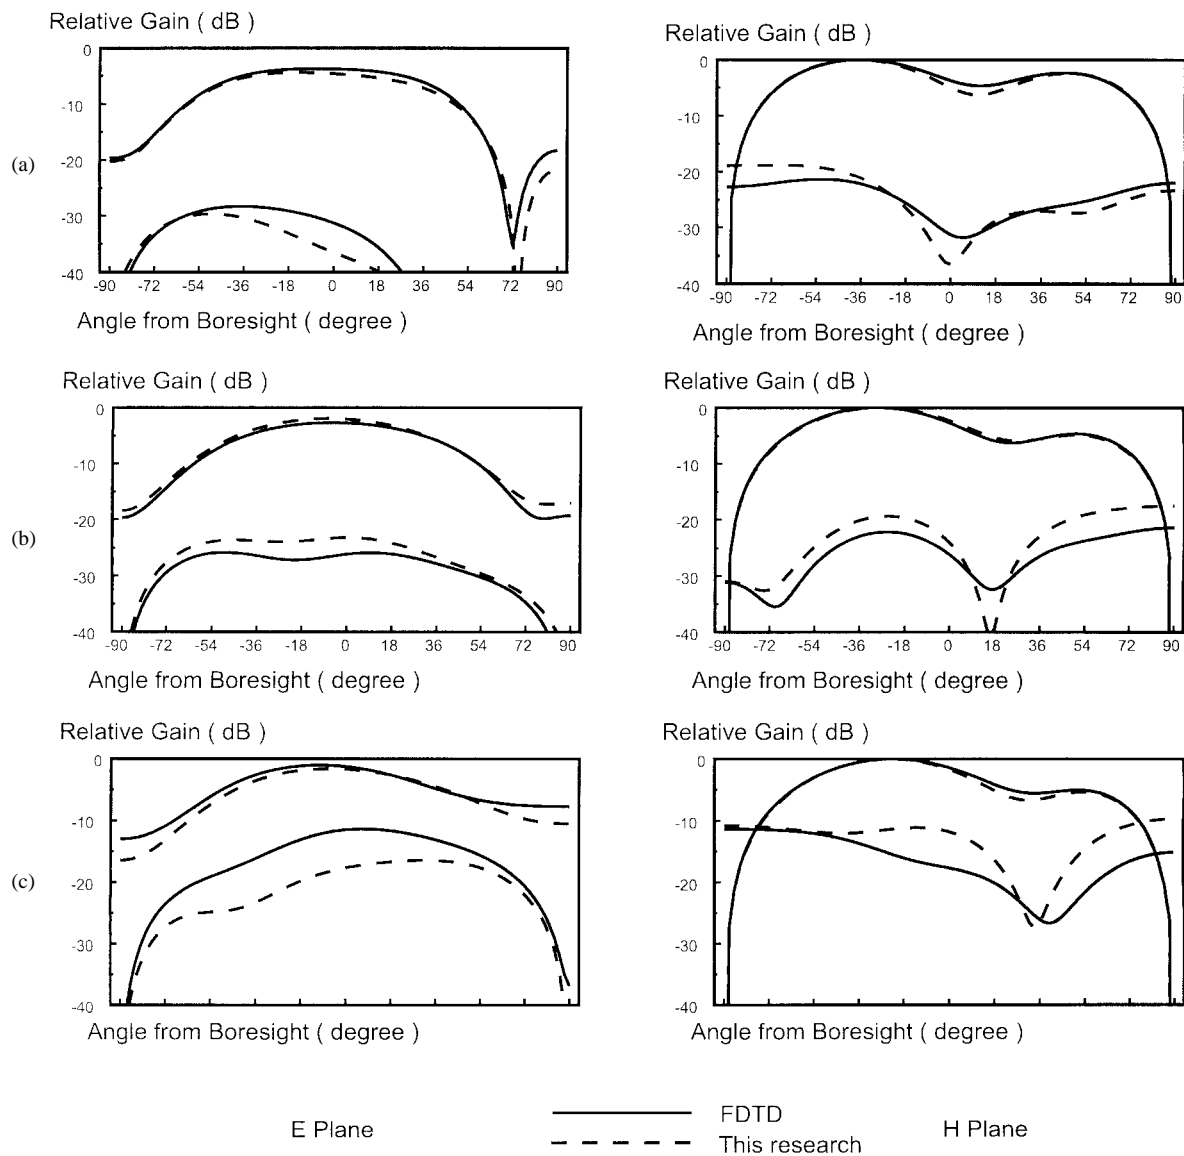 Relative Gain ( dB )
0
-10
-20
-30
-40
-90 -72 -54 -36 -18 0 18 36 54 72 90
Angle from Boresight ( degree )
(a)
Relative Gain ( dB )
0
-10
-20
-30
-40
-90 -72 -54 -36 -18 0 18 36 54 72 90
Angle from Boresight ( degree )
Relative Gain ( dB )
0
-10
-20
-30
-40
-90 -72 -54 -36 -18 0 18 36 54 72 90
Angle from Boresight ( degree )
(b)
Relative Gain ( dB )
0
-10
-20
-30
-40
-90 -72 -54 -36 -18 0 18 36 54 72 90
Angle from Boresight ( degree )
Relative Gain ( dB )
0
-10
-20
-30
-40
Angle from Boresight ( degree )
(c)
Relative Gain ( dB )
0
-10
-20
-30
-40
Angle from Boresight ( degree )
E Plane
FDTD
This research
H Plane